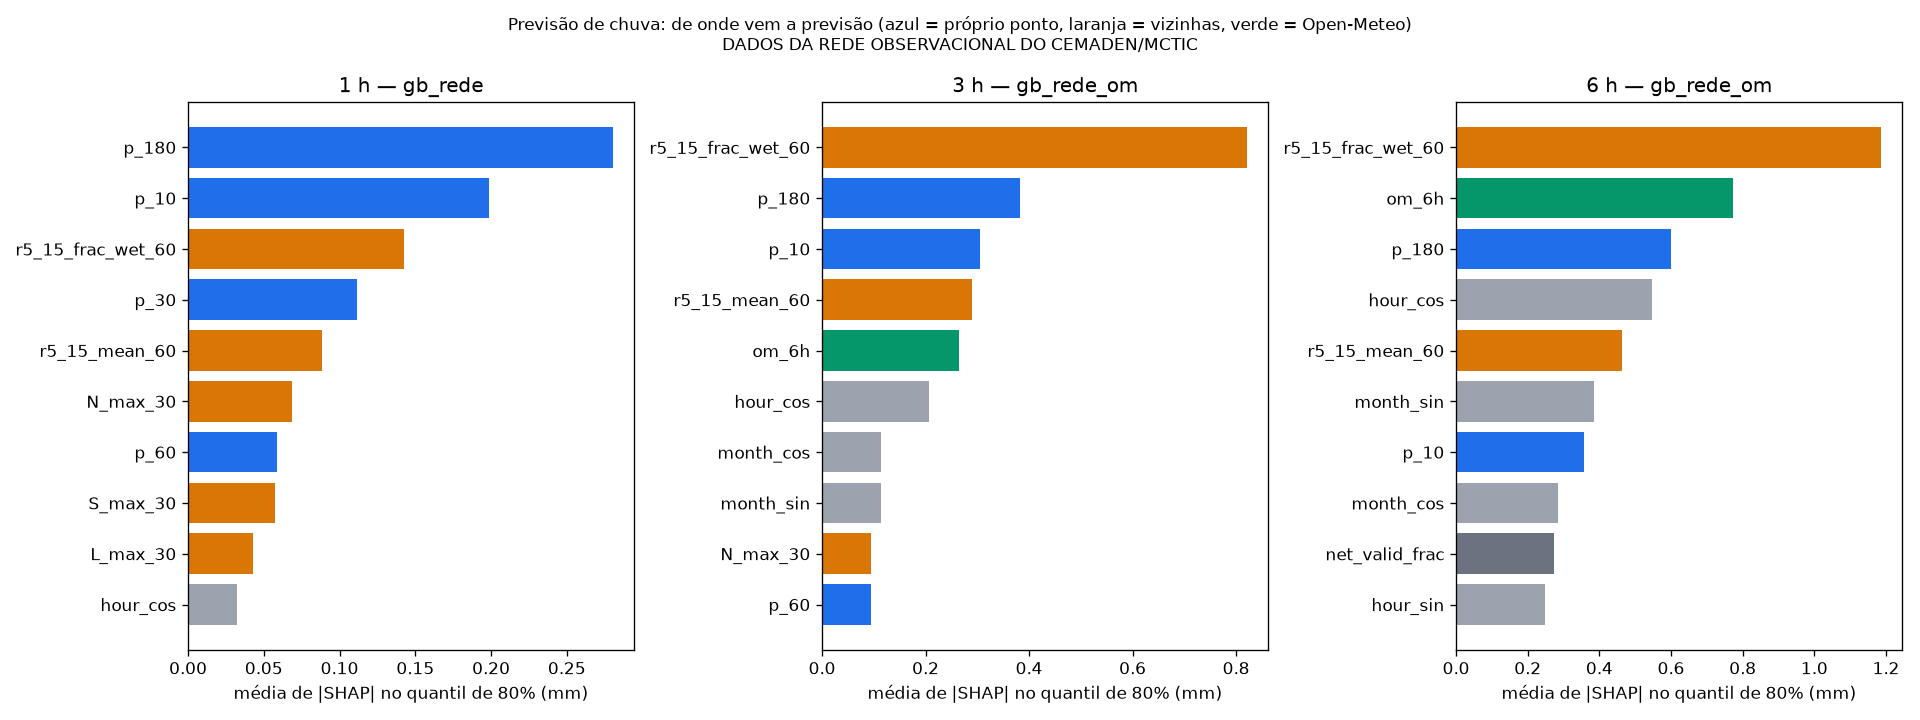 Previsão de chuva: de onde vem a previsão (azul = próprio ponto, laranja = vizinhas, verde = Open-Meteo)
DADOS DA REDE OBSERVACIONAL DO CEMADEN/MCTIC
1 h — gb_rede
p_180
p_10
r5_15_frac_wet_60
p_30
r5_15_mean_60
N_max_30
p_60
S_max_30
L_max_30
hour_cos
0.00 0.05 0.10 0.15 0.20 0.25
média de |SHAP| no quantil de 80% (mm)
3 h — gb_rede_om
r5_15_frac_wet_60
p_180
p_10
r5_15_mean_60
om_6h
hour_cos
month_cos
month_sin
N_max_30
p_60
0.0 0.2 0.4 0.6 0.8
média de |SHAP| no quantil de 80% (mm)
6 h — gb_rede_om
r5_15_frac_wet_60
om_6h
p_180
hour_cos
r5_15_mean_60
month_sin
p_10
month_cos
net_valid_frac
hour_sin
0.0 0.2 0.4 0.6 0.8 1.0 1.2
média de |SHAP| no quantil de 80% (mm)